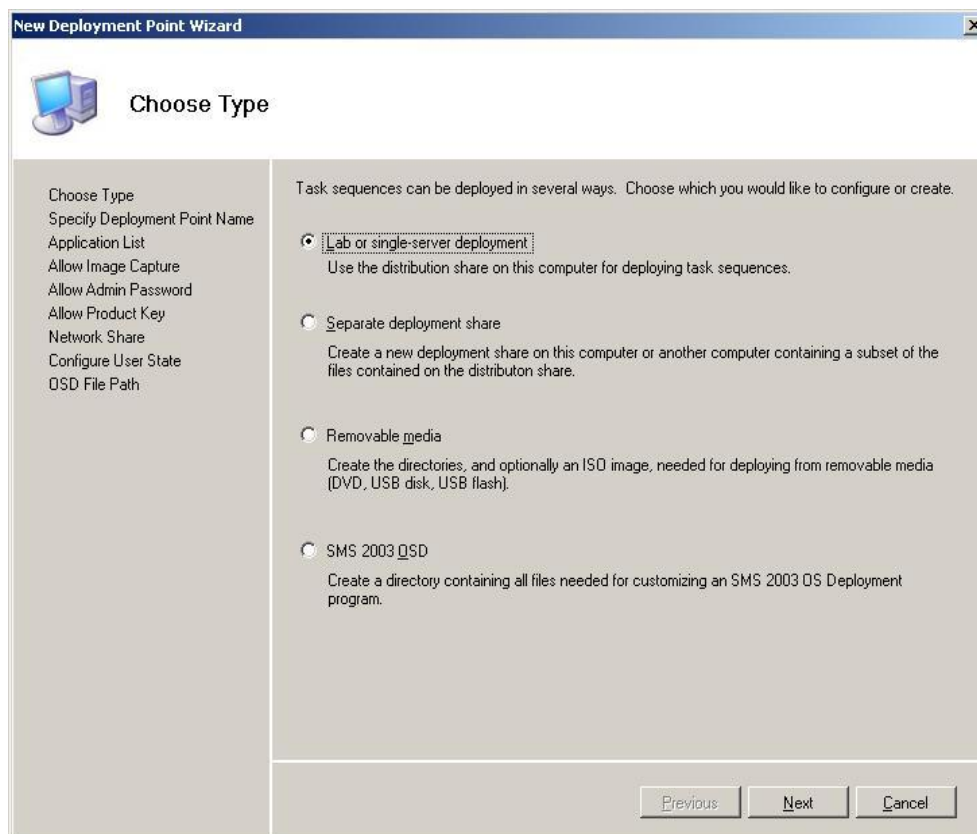 New Deployment Point Wizard
Choose Type
Choose Type
Specify Deployment Point Name
Application List
Allow Image Capture
Allow Admin Password
Allow Product Key
Network Share
Configure User State
OSD File Path
Task sequences can be deployed in several ways.  Choose which you would like to configure or create.
Lab or single-server deployment
Use the distribution share on this computer for deploying task sequences.
Separate deployment share
Create a new deployment share on this computer or another computer containing a subset of the
files contained on the distributon share.
Removable media
Create the directories, and optionally an ISO image, needed for deploying from removable media
(DVD, USB disk, USB flash).
SMS 2003 OSD
Create a directory containing all files needed for customizing an SMS 2003 OS Deployment
program.
Previous
Next
Cancel